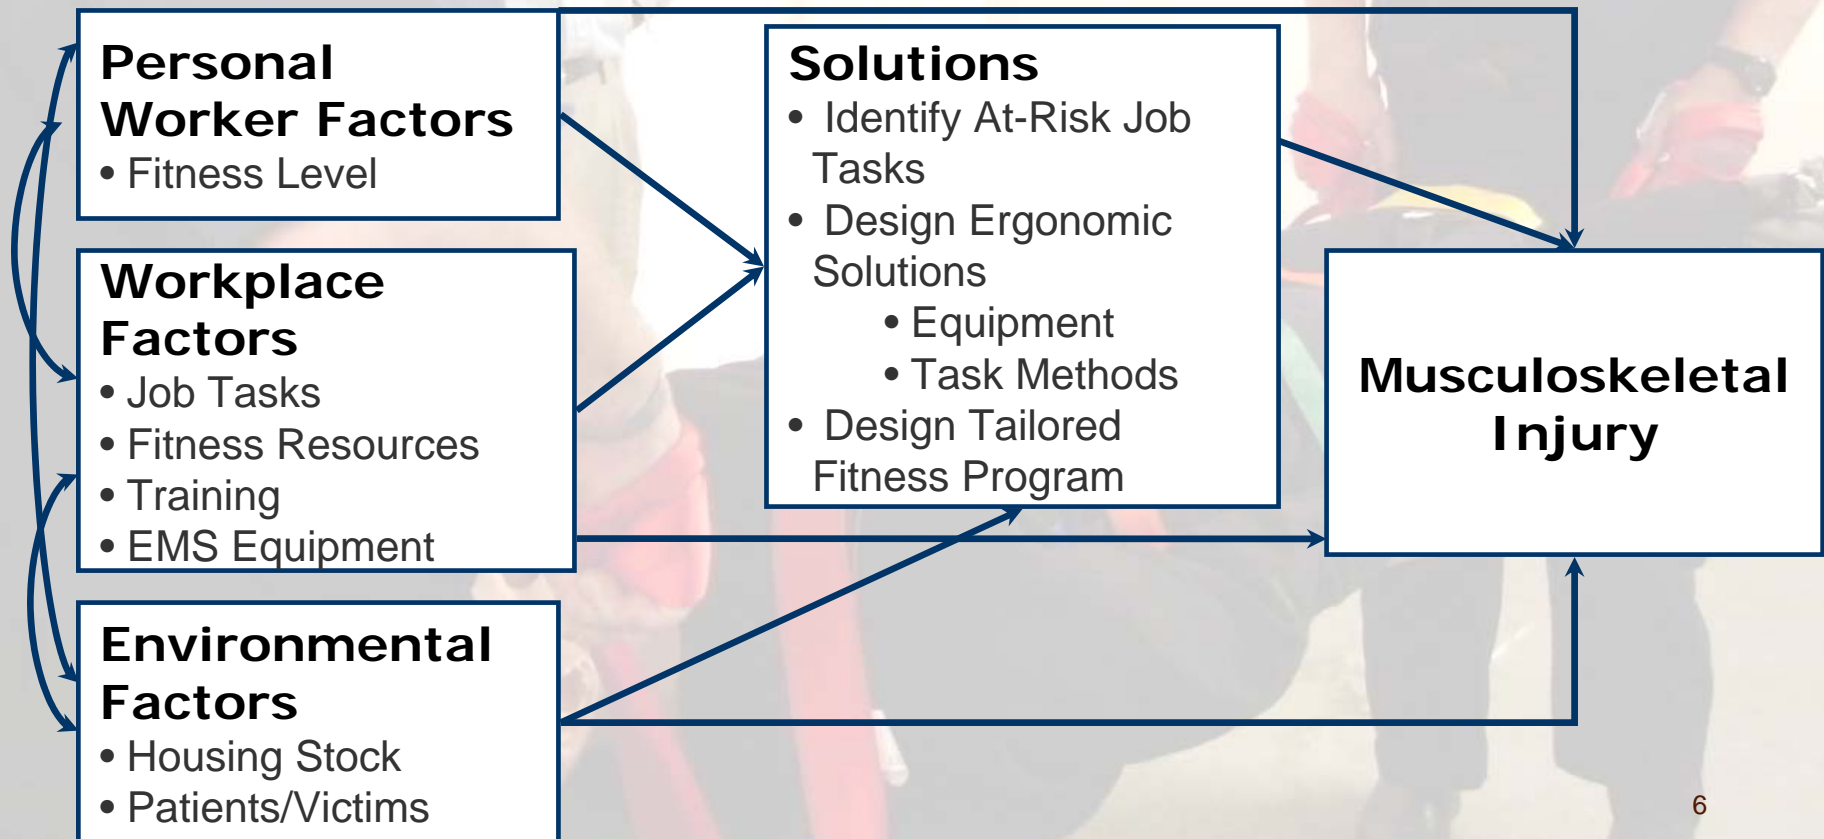 Personal
Worker Factors
• Fitness Level
Workplace
Factors
• Job Tasks
• Fitness Resources
• Training
• EMS Equipment
Environmental
Factors
• Housing Stock
• Patients/Victims
Solutions
• Identify At-Risk Job
Tasks
• Design Ergonomic
Solutions
• Equipment
• Task Methods
• Design Tailored
Fitness Program
Musculoskeletal
Injury
6